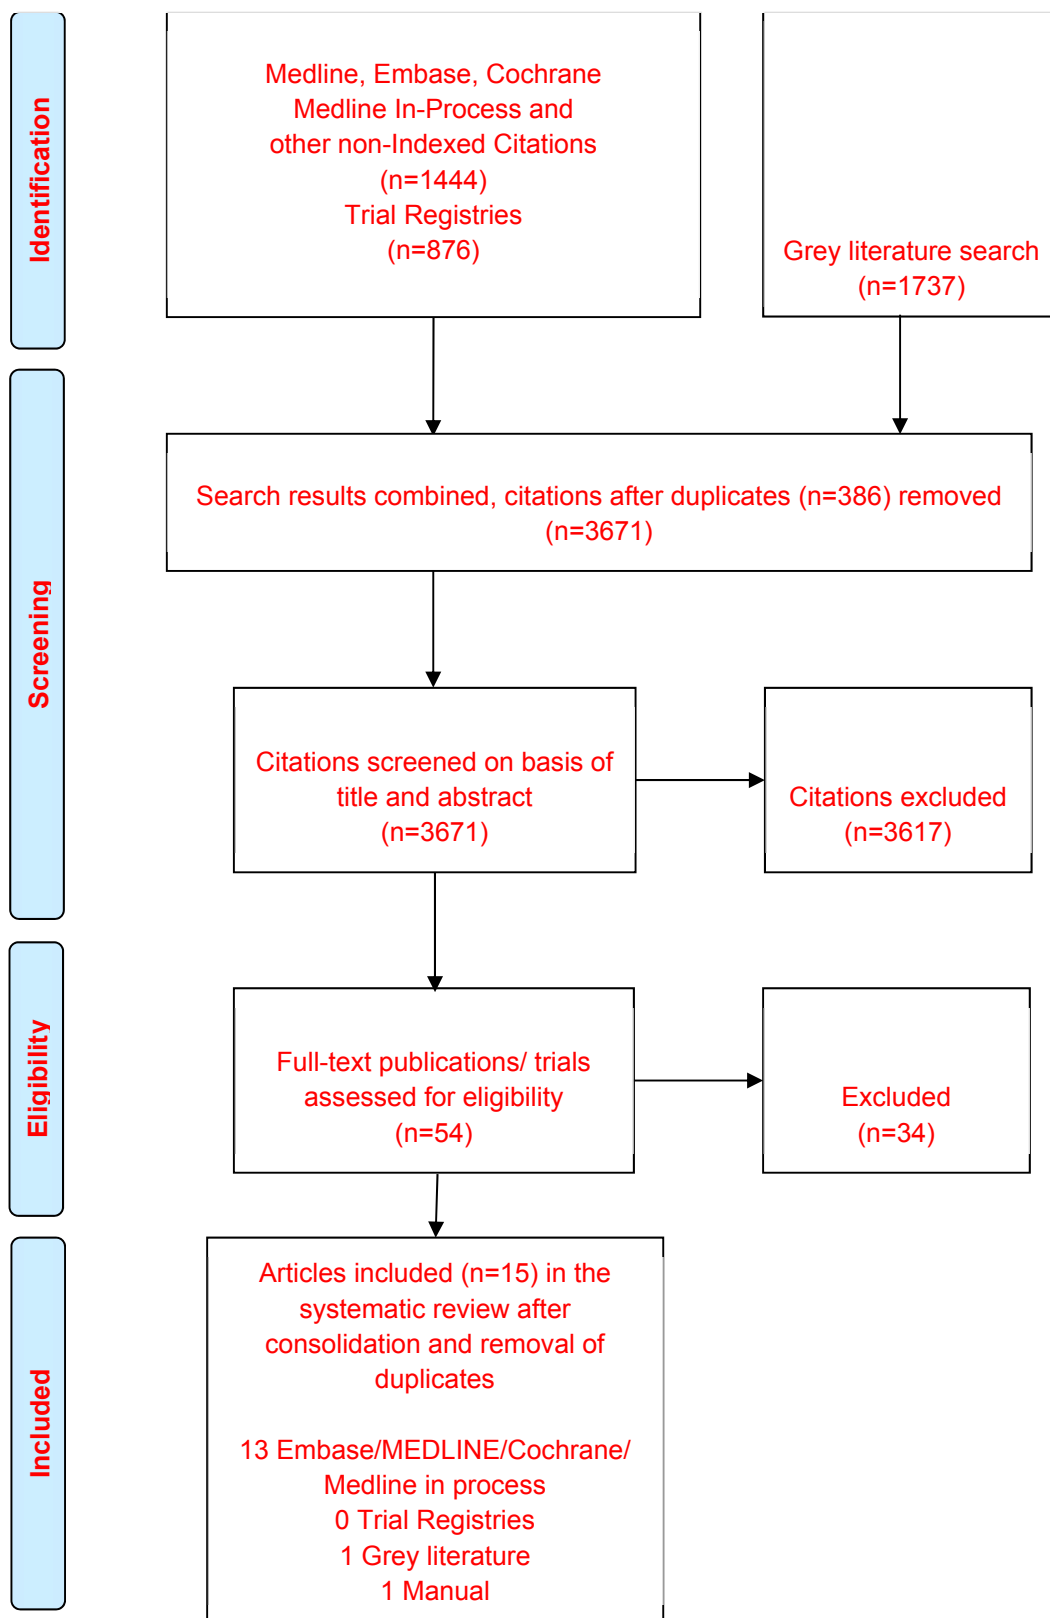 Identification
Medline, Embase, Cochrane
Medline In-Process and
other non-Indexed Citations
(n=1444)
Trial Registries
(n=876)
Grey literature search
(n=1737)
Screening
Search results combined, citations after duplicates (n=386) removed
(n=3671)
Citations screened on basis of
title and abstract
(n=3671)
Citations excluded
(n=3617)
Eligibility
Full-text publications/ trials
assessed for eligibility
(n=54)
Excluded
(n=34)
Included
Articles included (n=15) in the
systematic review after
consolidation and removal of
duplicates
13 Embase/MEDLINE/Cochrane/
Medline in process
0 Trial Registries
1 Grey literature
1 Manual